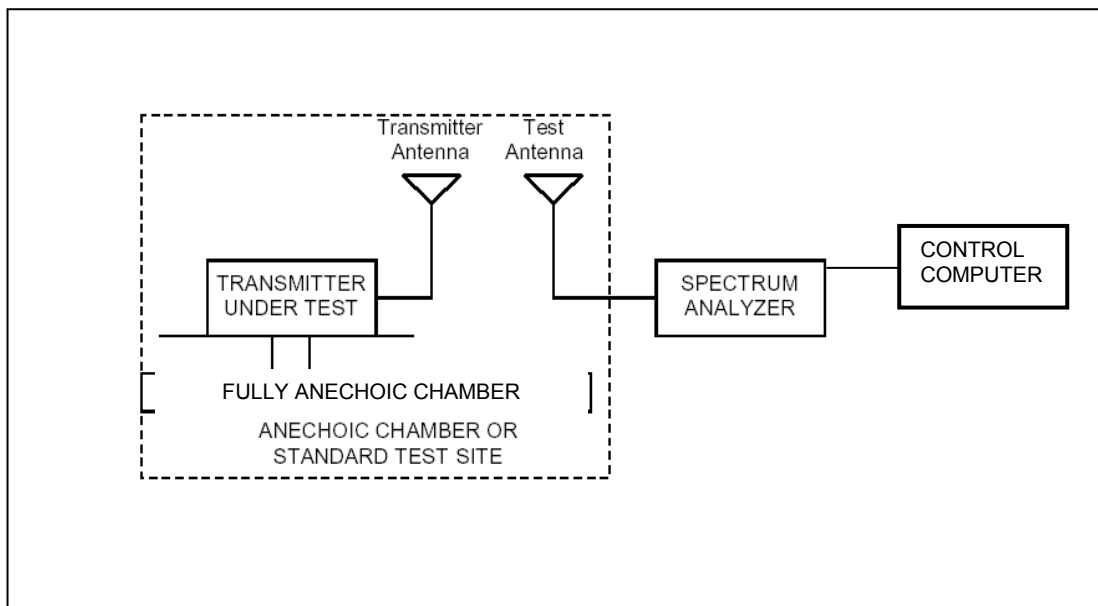 Transmitter
Antenna
Test
Antenna
TRANSMITTER
UNDER TEST
SPECTRUM
ANALYZER
CONTROL
COMPUTER
FULLY ANECHOIC CHAMBER
ANECHOIC CHAMBER OR
STANDARD TEST SITE